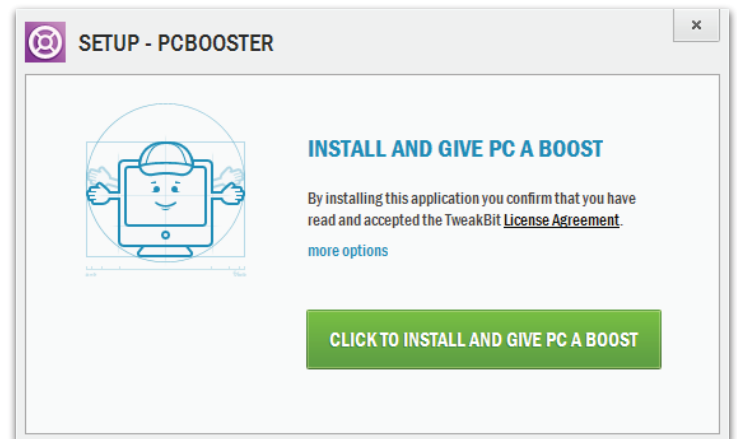 SETUP - PCBOOSTER
×
INSTALL AND GIVE PC A BOOST
By installing this application you confirm that you have
read and accepted the TweakBit License Agreement.
more options
CLICK TO INSTALL AND GIVE PC A BOOST